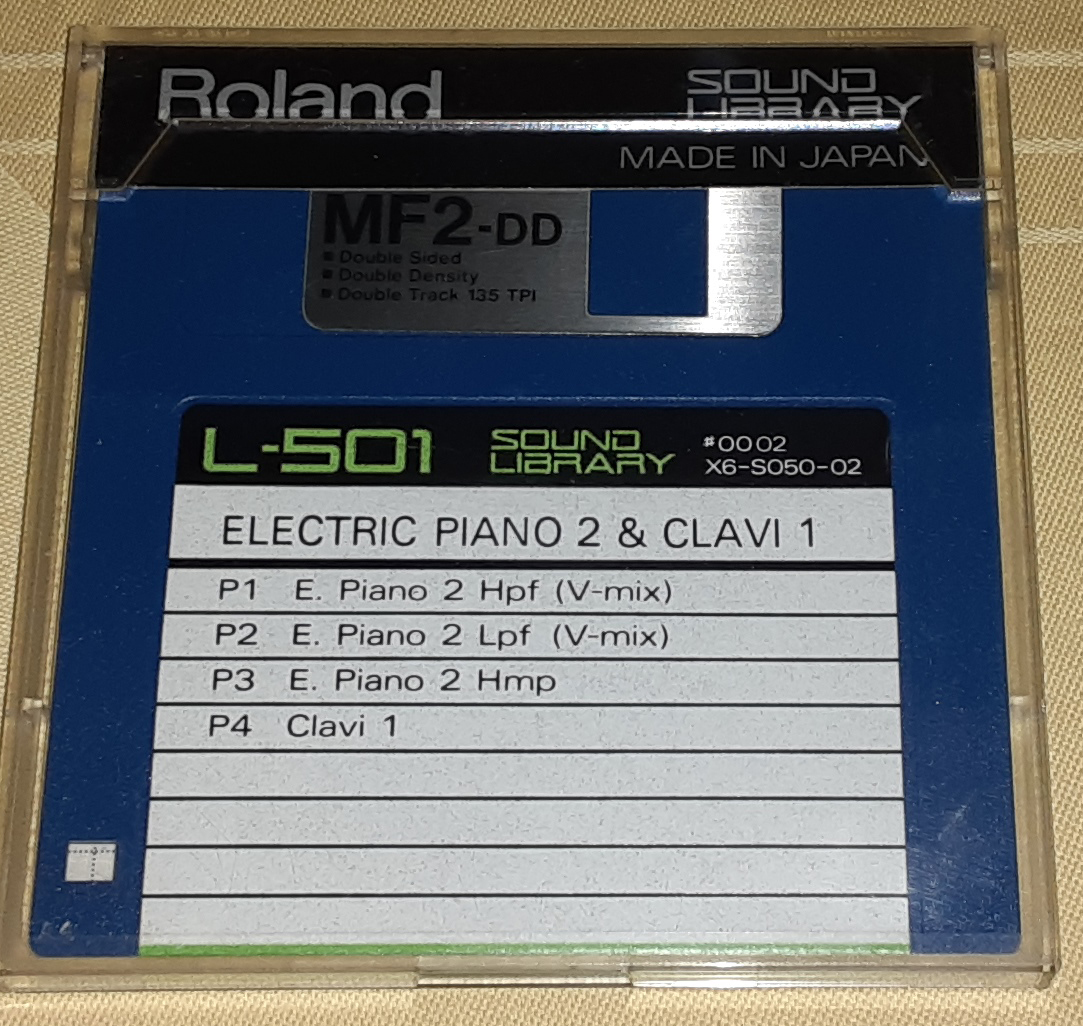 Roland SOUND
LIBRARY
MADE IN JAPAN
MF2-DD
▪ Double Sided
▪ Double Density
▪ Double Track 135 TPI
L-501 SOUND LIBRARY #0002
X6-S050-02
ELECTRIC PIANO 2 & CLAVI 1
P1 E. Piano 2 Hpf (V-mix)
P2 E. Piano 2 Lpf (V-mix)
P3 E. Piano 2 Hmp
P4 Clavi 1